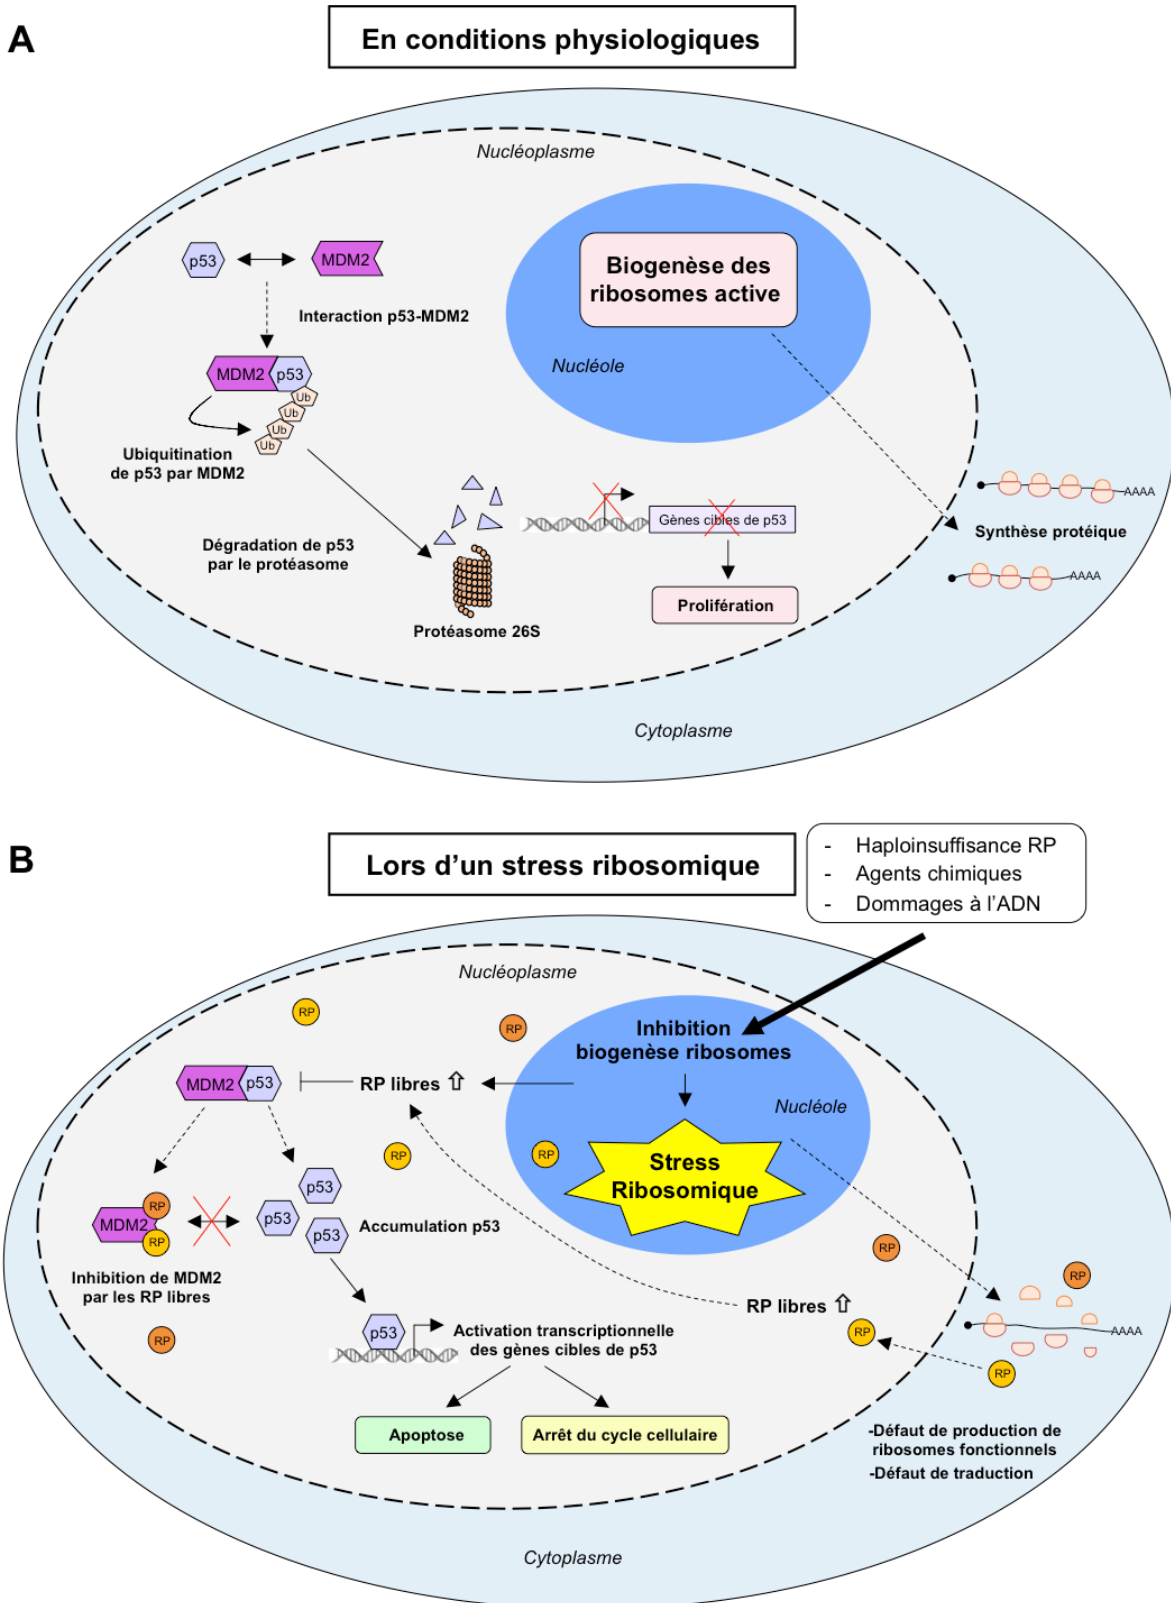 A
En conditions physiologiques
Nucléoplasme
p53
MDM2
Interaction p53-MDM2
Biogenèse des
ribosomes active
Nucléole
MDM2
p53
Ub
Ub
Ub
Ub
Ubiquitination
de p53 par MDM2
Dégradation de p53
par le protéasome
Protéasome 26S
Gènes cibles de p53
Prolifération
AAAA
Synthèse protéique
AAAA
Cytoplasme
B
Lors d’un stress ribosomique
- Haploinsuffisance RP
- Agents chimiques
- Dommages à l’ADN
Nucléoplasme
RP
RP
Inhibition
biogenèse ribosomes
MDM2
p53
RP libres
Nucléole
RP
RP
Stress
Ribosomique
p53
p53
p53
Accumulation p53
MDM2
RP
RP
Inhibition de MDM2
par les RP libres
RP
RP
RP
RP libres
RP
AAAA
RP
p53
Activation transcriptionnelle
des gènes cibles de p53
Apoptose
Arrêt du cycle cellulaire
-Défaut de production de
ribosomes fonctionnels
-Défaut de traduction
Cytoplasme